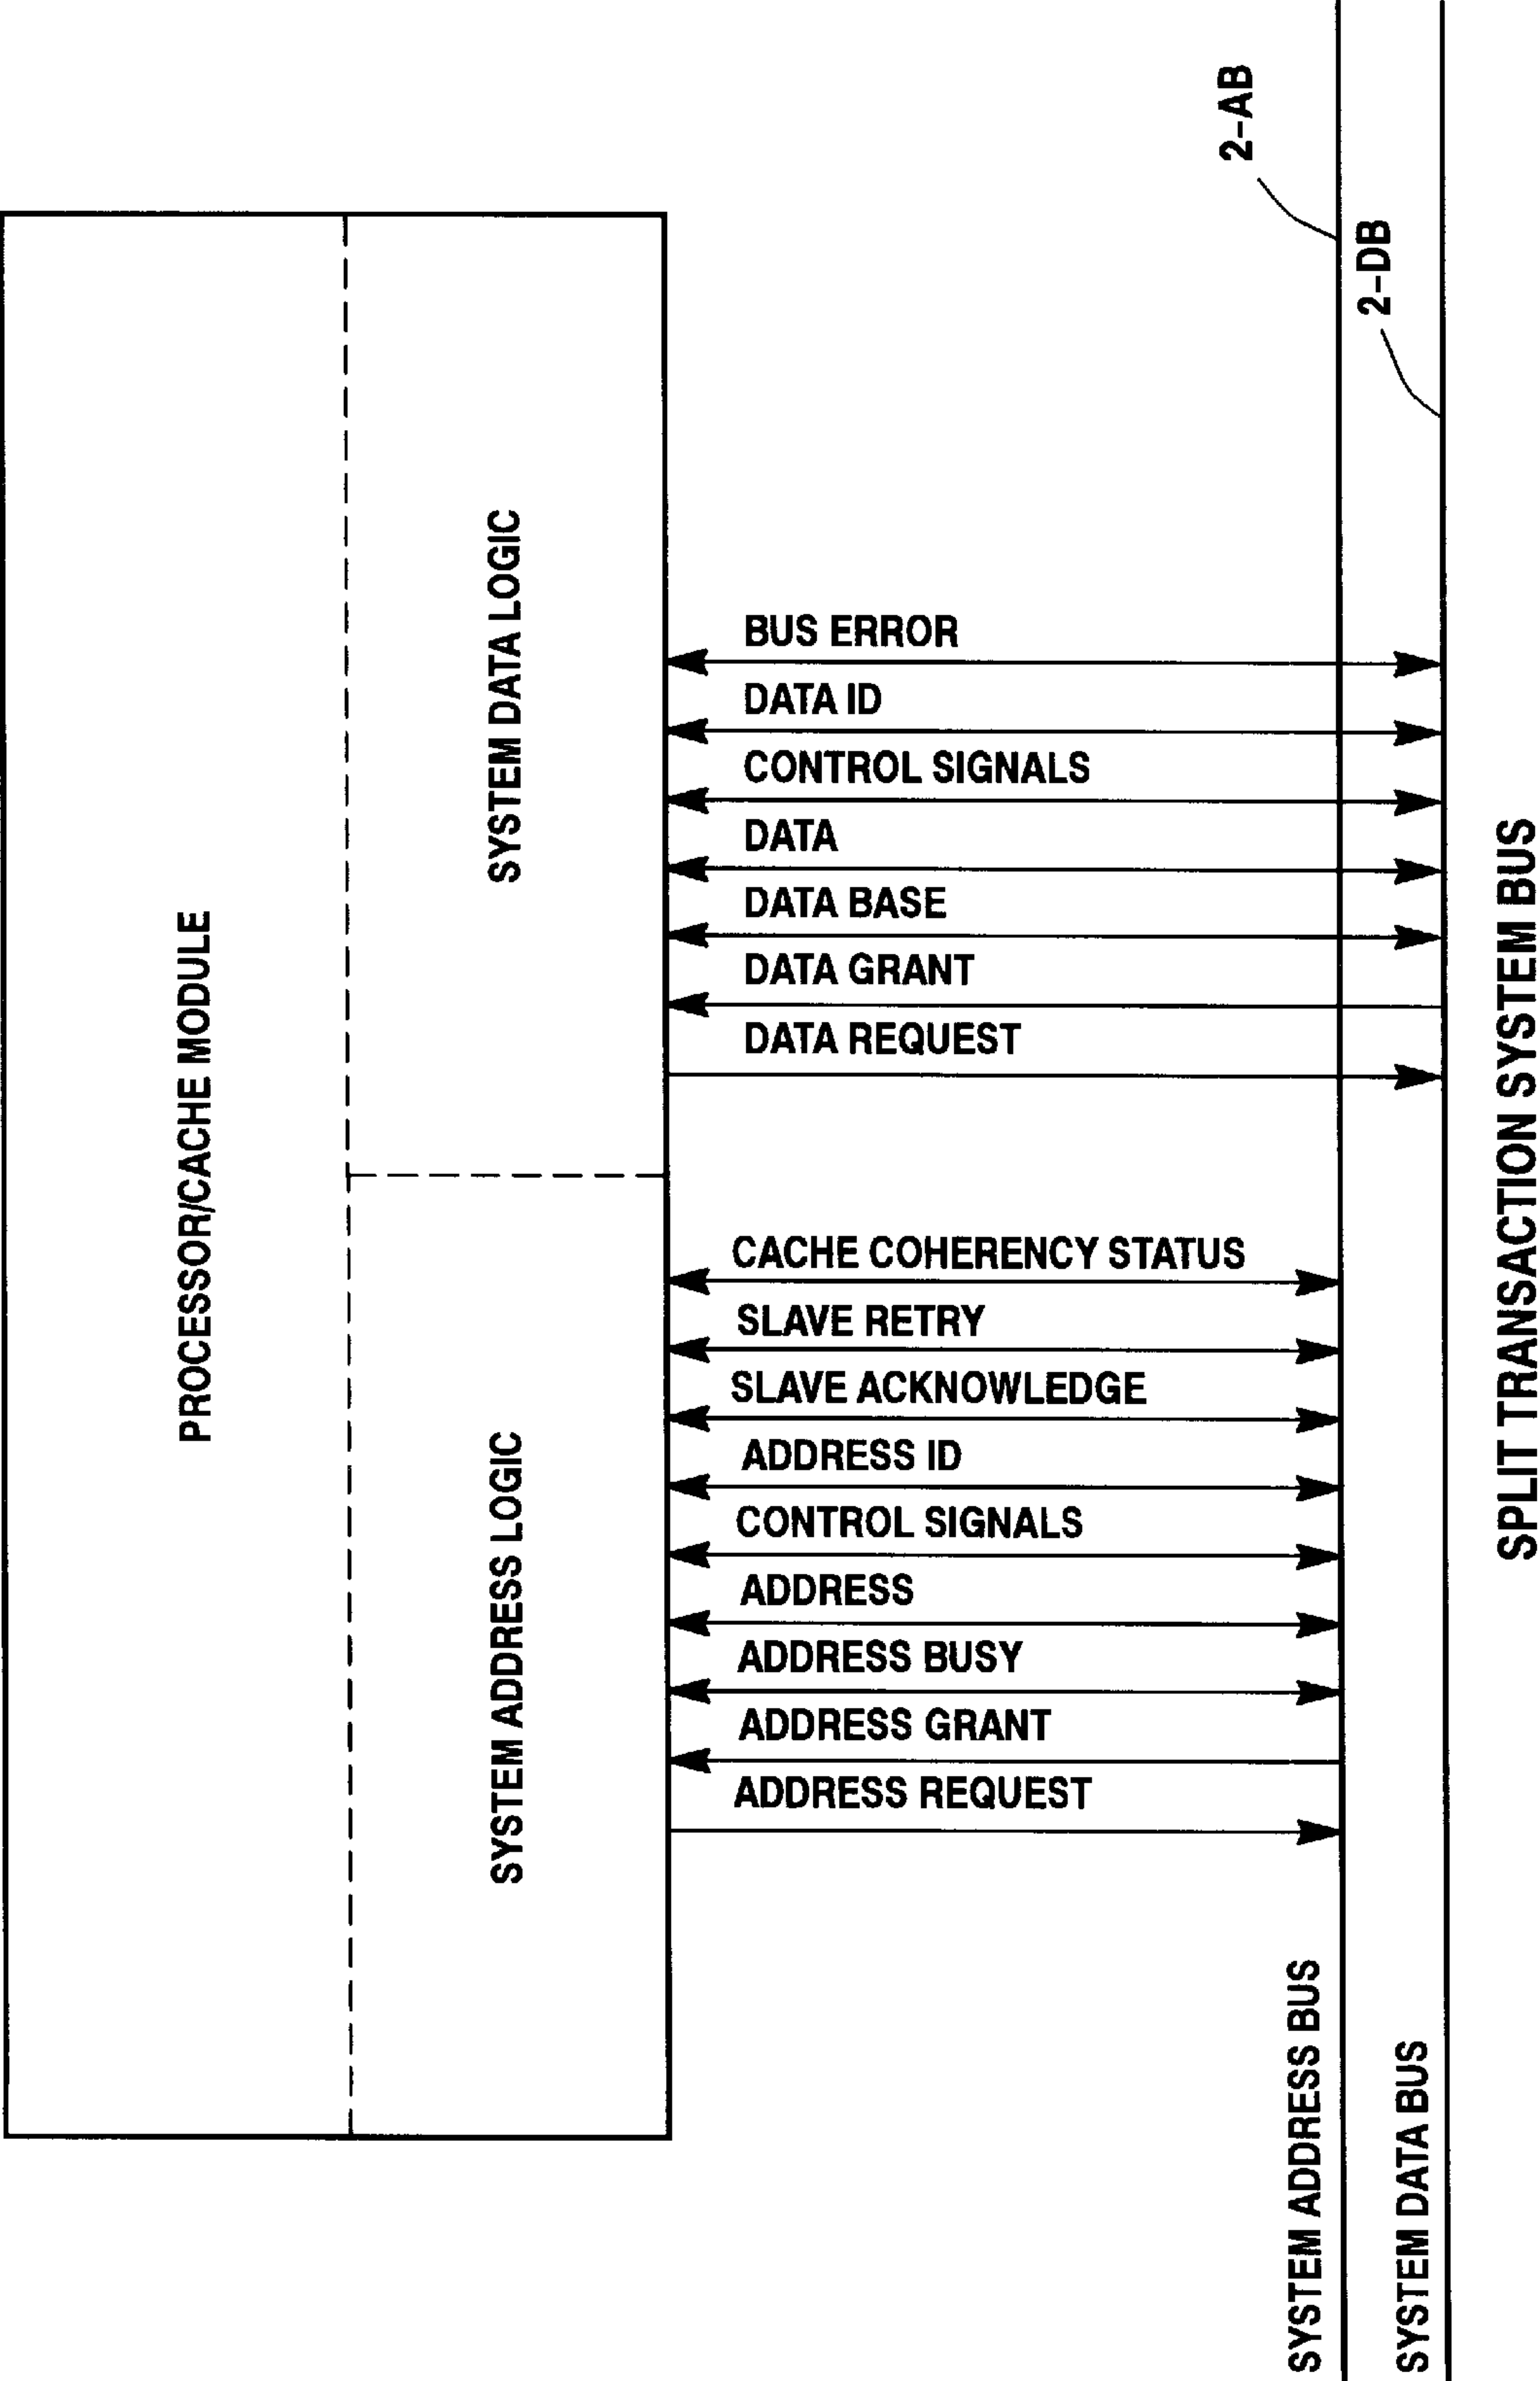 PROCESSOR/CACHE MODULE
SYSTEM ADDRESS LOGIC
SYSTEM DATA LOGIC
BUS ERROR
DATA ID
CONTROL SIGNALS
DATA
DATA BASE
DATA GRANT
DATA REQUEST
CACHE COHERENCY STATUS
SLAVE RETRY
SLAVE ACKNOWLEDGE
ADDRESS ID
CONTROL SIGNALS
ADDRESS
ADDRESS BUSY
ADDRESS GRANT
ADDRESS REQUEST
2-AB
2-DB
SYSTEM ADDRESS BUS
SYSTEM DATA BUS
SPLIT TRANSACTION SYSTEM BUS